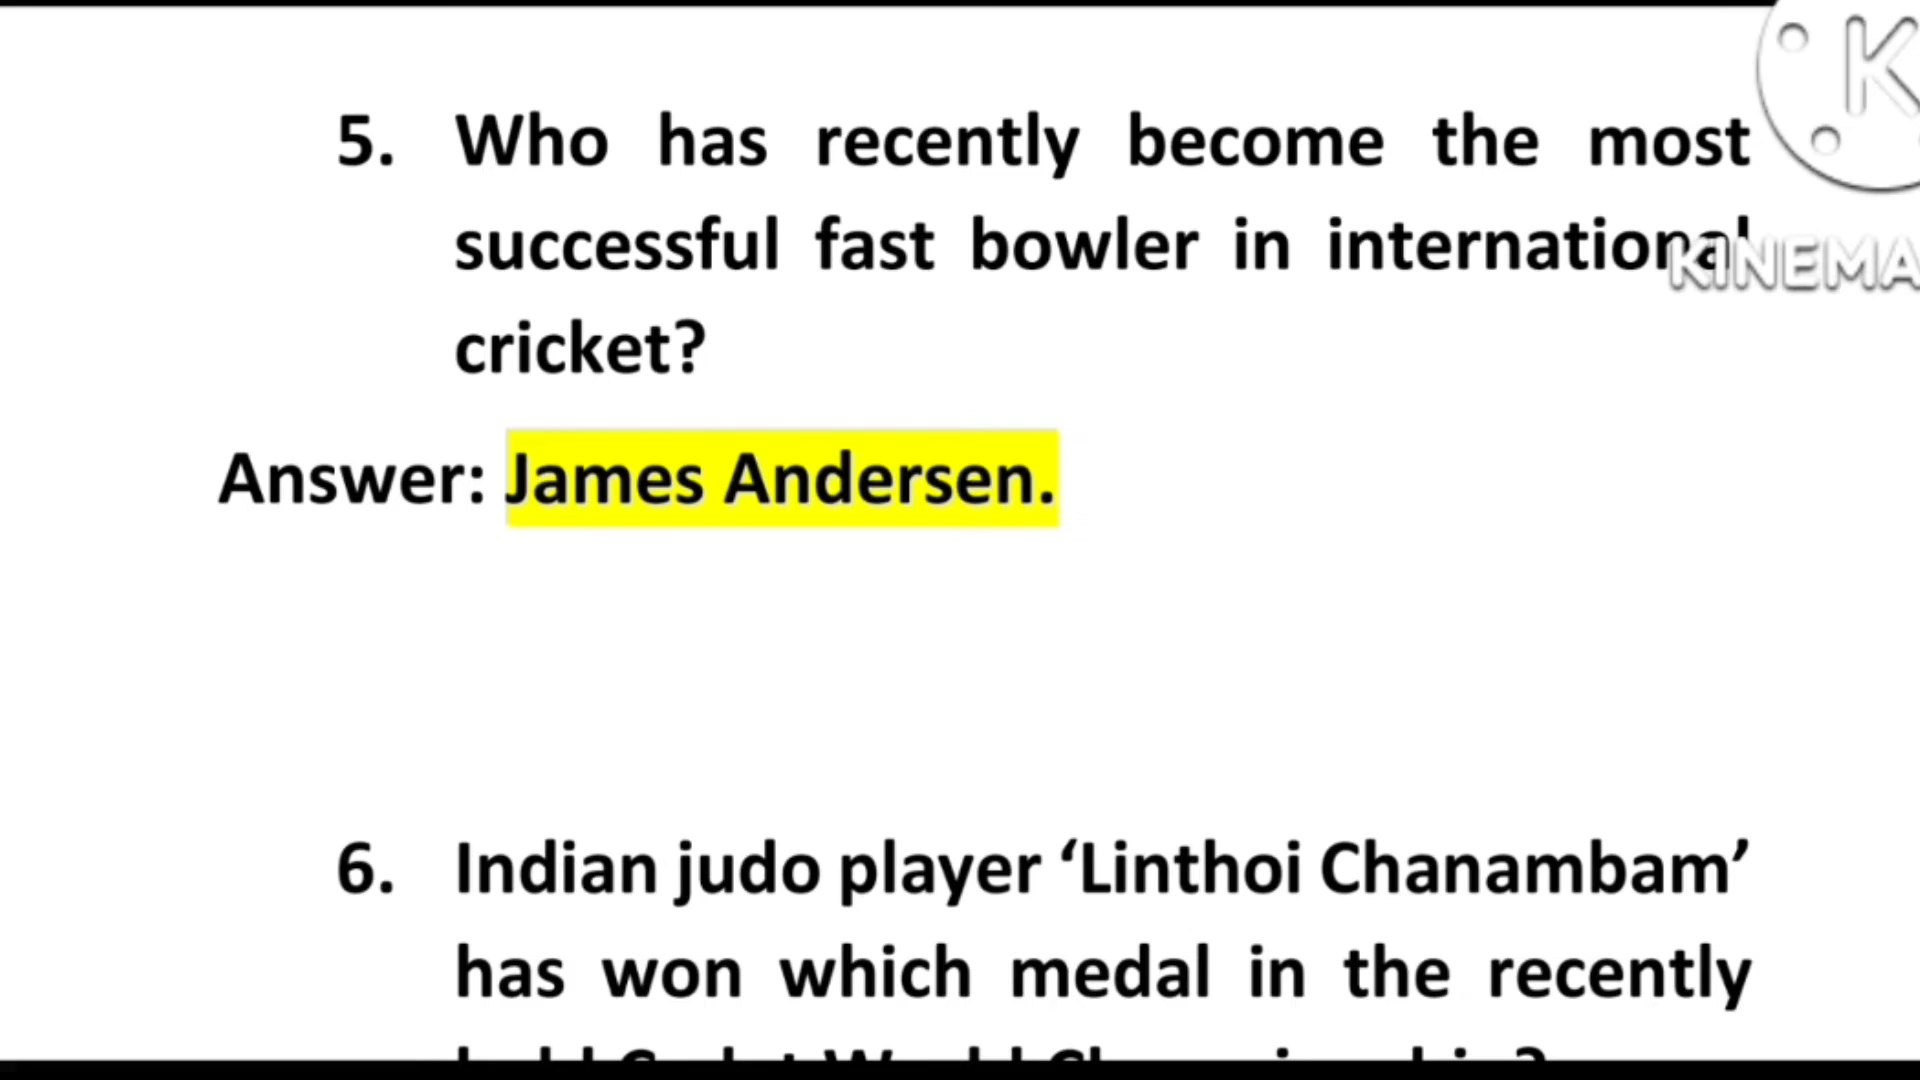 5. Who has recently become the most
successful fast bowler in international
cricket?
Answer: James Andersen.
6. Indian judo player ‘Linthoi Chanambam’
has won which medal in the recently
K
KINEMA